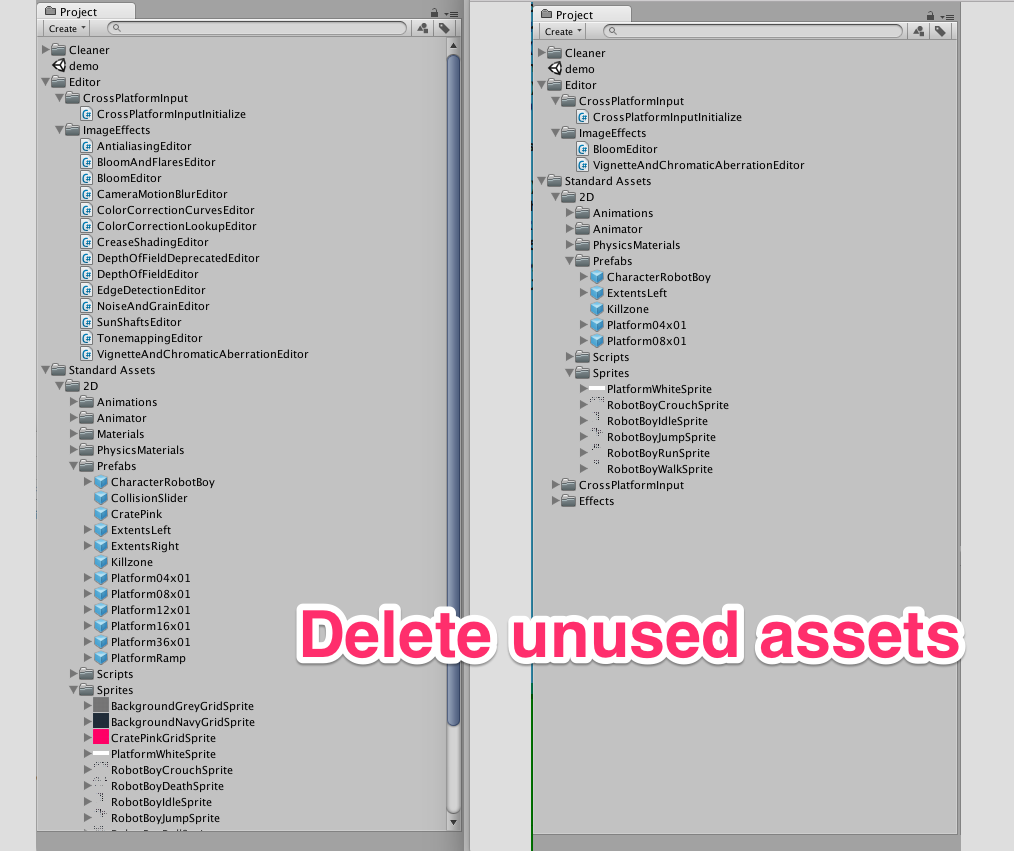 Project
Create
Cleaner
demo
Editor
CrossPlatformInput
CrossPlatformInputInitialize
ImageEffects
AntialiasingEditor
BloomAndFlaresEditor
BloomEditor
CameraMotionBlurEditor
ColorCorrectionCurvesEditor
ColorCorrectionLookupEditor
CreaseShadingEditor
DepthOfFieldDeprecatedEditor
DepthOfFieldEditor
EdgeDetectionEditor
NoiseAndGrainEditor
SunShaftsEditor
TonemappingEditor
VignetteAndChromaticAberrationEditor
Standard Assets
2D
Animations
Animator
Materials
PhysicsMaterials
Prefabs
CharacterRobotBoy
CollisionSlider
CratePink
ExtentsLeft
ExtentsRight
Killzone
Platform04x01
Platform08x01
Platform12x01
Platform16x01
Platform36x01
PlatformRamp
Scripts
Sprites
BackgroundGreyGridSprite
BackgroundNavyGridSprite
CratePinkGridSprite
PlatformWhiteSprite
RobotBoyCrouchSprite
RobotBoyDeathSprite
RobotBoyIdleSprite
RobotBoyJumpSprite
Project
Create
Cleaner
demo
Editor
CrossPlatformInput
CrossPlatformInputInitialize
ImageEffects
BloomEditor
VignetteAndChromaticAberrationEditor
Standard Assets
2D
Animations
Animator
PhysicsMaterials
Prefabs
CharacterRobotBoy
ExtentsLeft
Killzone
Platform04x01
Platform08x01
Scripts
Sprites
PlatformWhiteSprite
RobotBoyCrouchSprite
RobotBoyIdleSprite
RobotBoyJumpSprite
RobotBoyRunSprite
RobotBoyWalkSprite
CrossPlatformInput
Effects
Delete unused assets